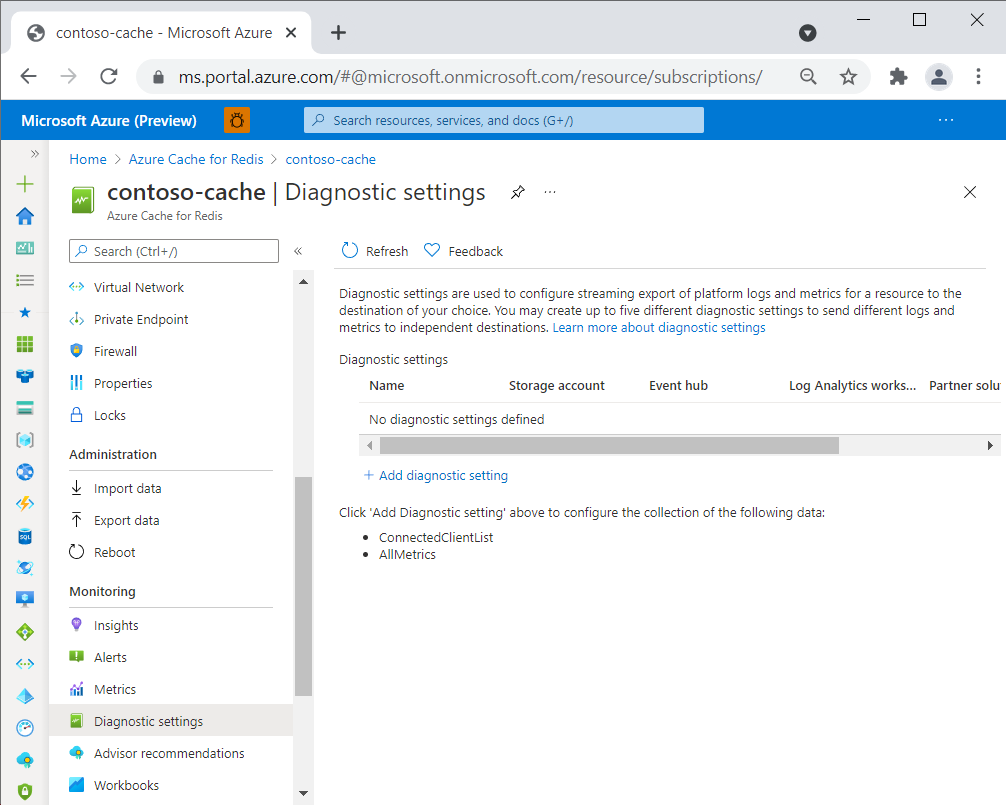 contoso-cache - Microsoft Azure
ms.portal.azure.com/#@microsoft.onmicrosoft.com/resource/subscriptions/
Microsoft Azure (Preview)
Search resources, services, and docs (G+/)
Home > Azure Cache for Redis > contoso-cache
contoso-cache | Diagnostic settings
Azure Cache for Redis
Search (Ctrl+/)
Virtual Network
Private Endpoint
Firewall
Properties
Locks
Administration
Import data
Export data
Reboot
Monitoring
Insights
Alerts
Metrics
Diagnostic settings
Advisor recommendations
Workbooks
Refresh
Feedback
Diagnostic settings are used to configure streaming export of platform logs and metrics for a resource to the
destination of your choice. You may create up to five different diagnostic settings to send different logs and
metrics to independent destinations. Learn more about diagnostic settings
Diagnostic settings
Name Storage account Event hub Log Analytics works... Partner solu
No diagnostic settings defined
+ Add diagnostic setting
Click 'Add Diagnostic setting' above to configure the collection of the following data:
• ConnectedClientList
• AllMetrics
SQL